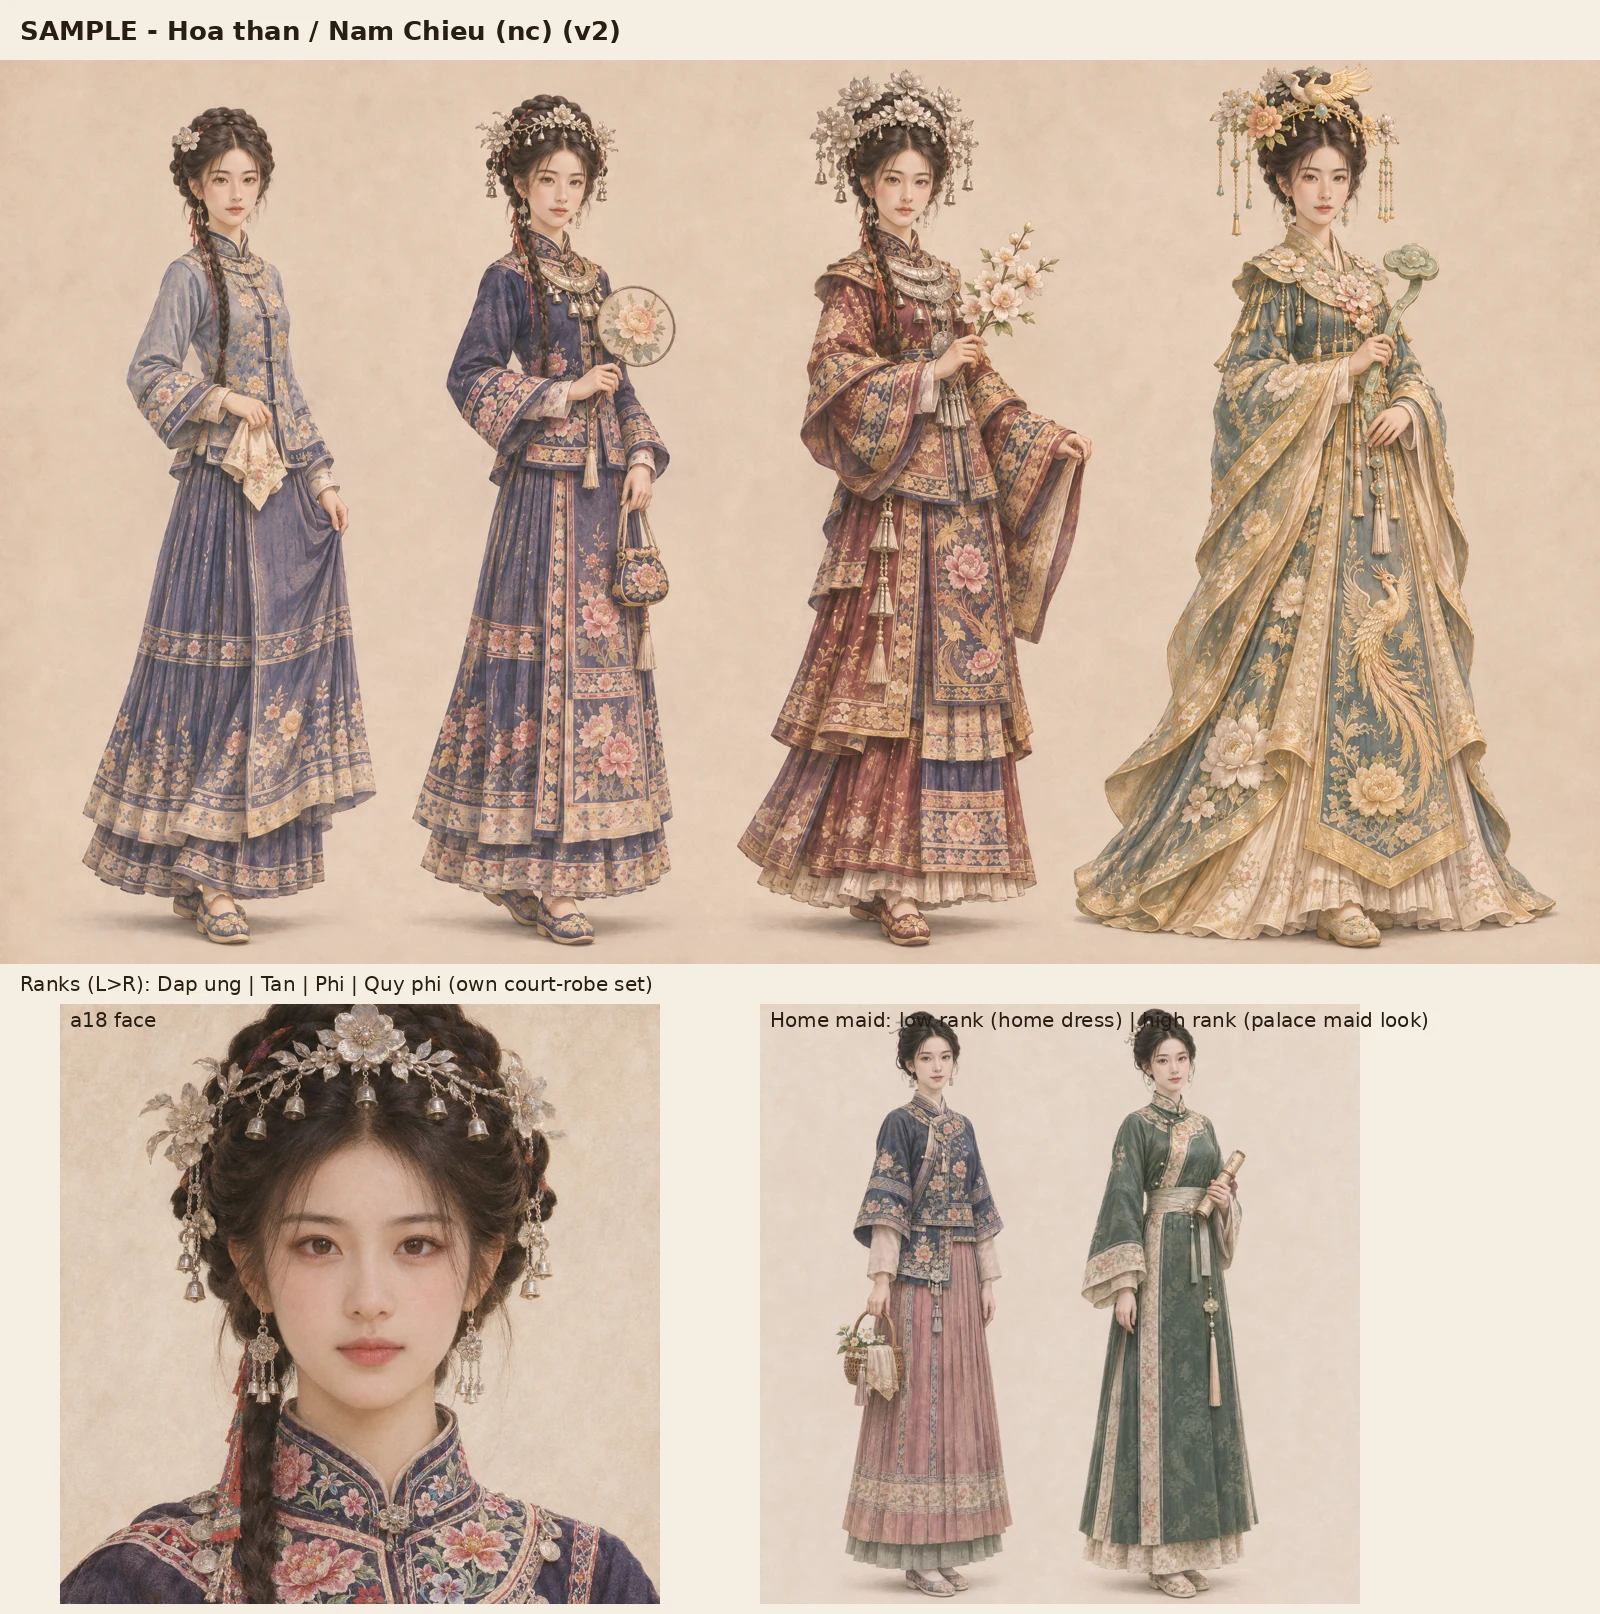 SAMPLE - Hoa than / Nam Chieu (nc) (v2)
Ranks (L>R): Dap ung | Tan | Phi | Quy phi (own court-robe set)
a18 face
Home maid: low rank (home dress) | high rank (palace maid look)